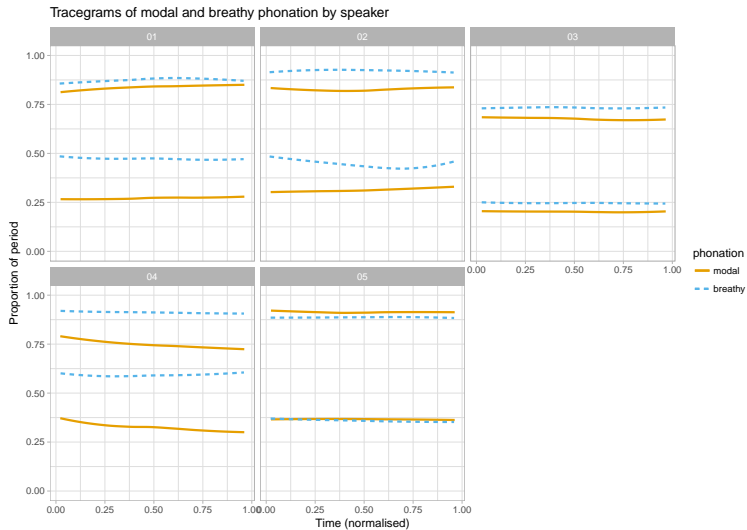 Tracegrams of modal and breathy phonation by speaker
01
02
03
1.00
0.75
0.50
0.25
0.00
0.00 0.25 0.50 0.75 1.00
04
05
1.00
0.75
0.50
0.25
0.00
0.00 0.25 0.50 0.75 1.00
0.00 0.25 0.50 0.75 1.00
Time (normalised)
Proportion of period
phonation
modal
breathy